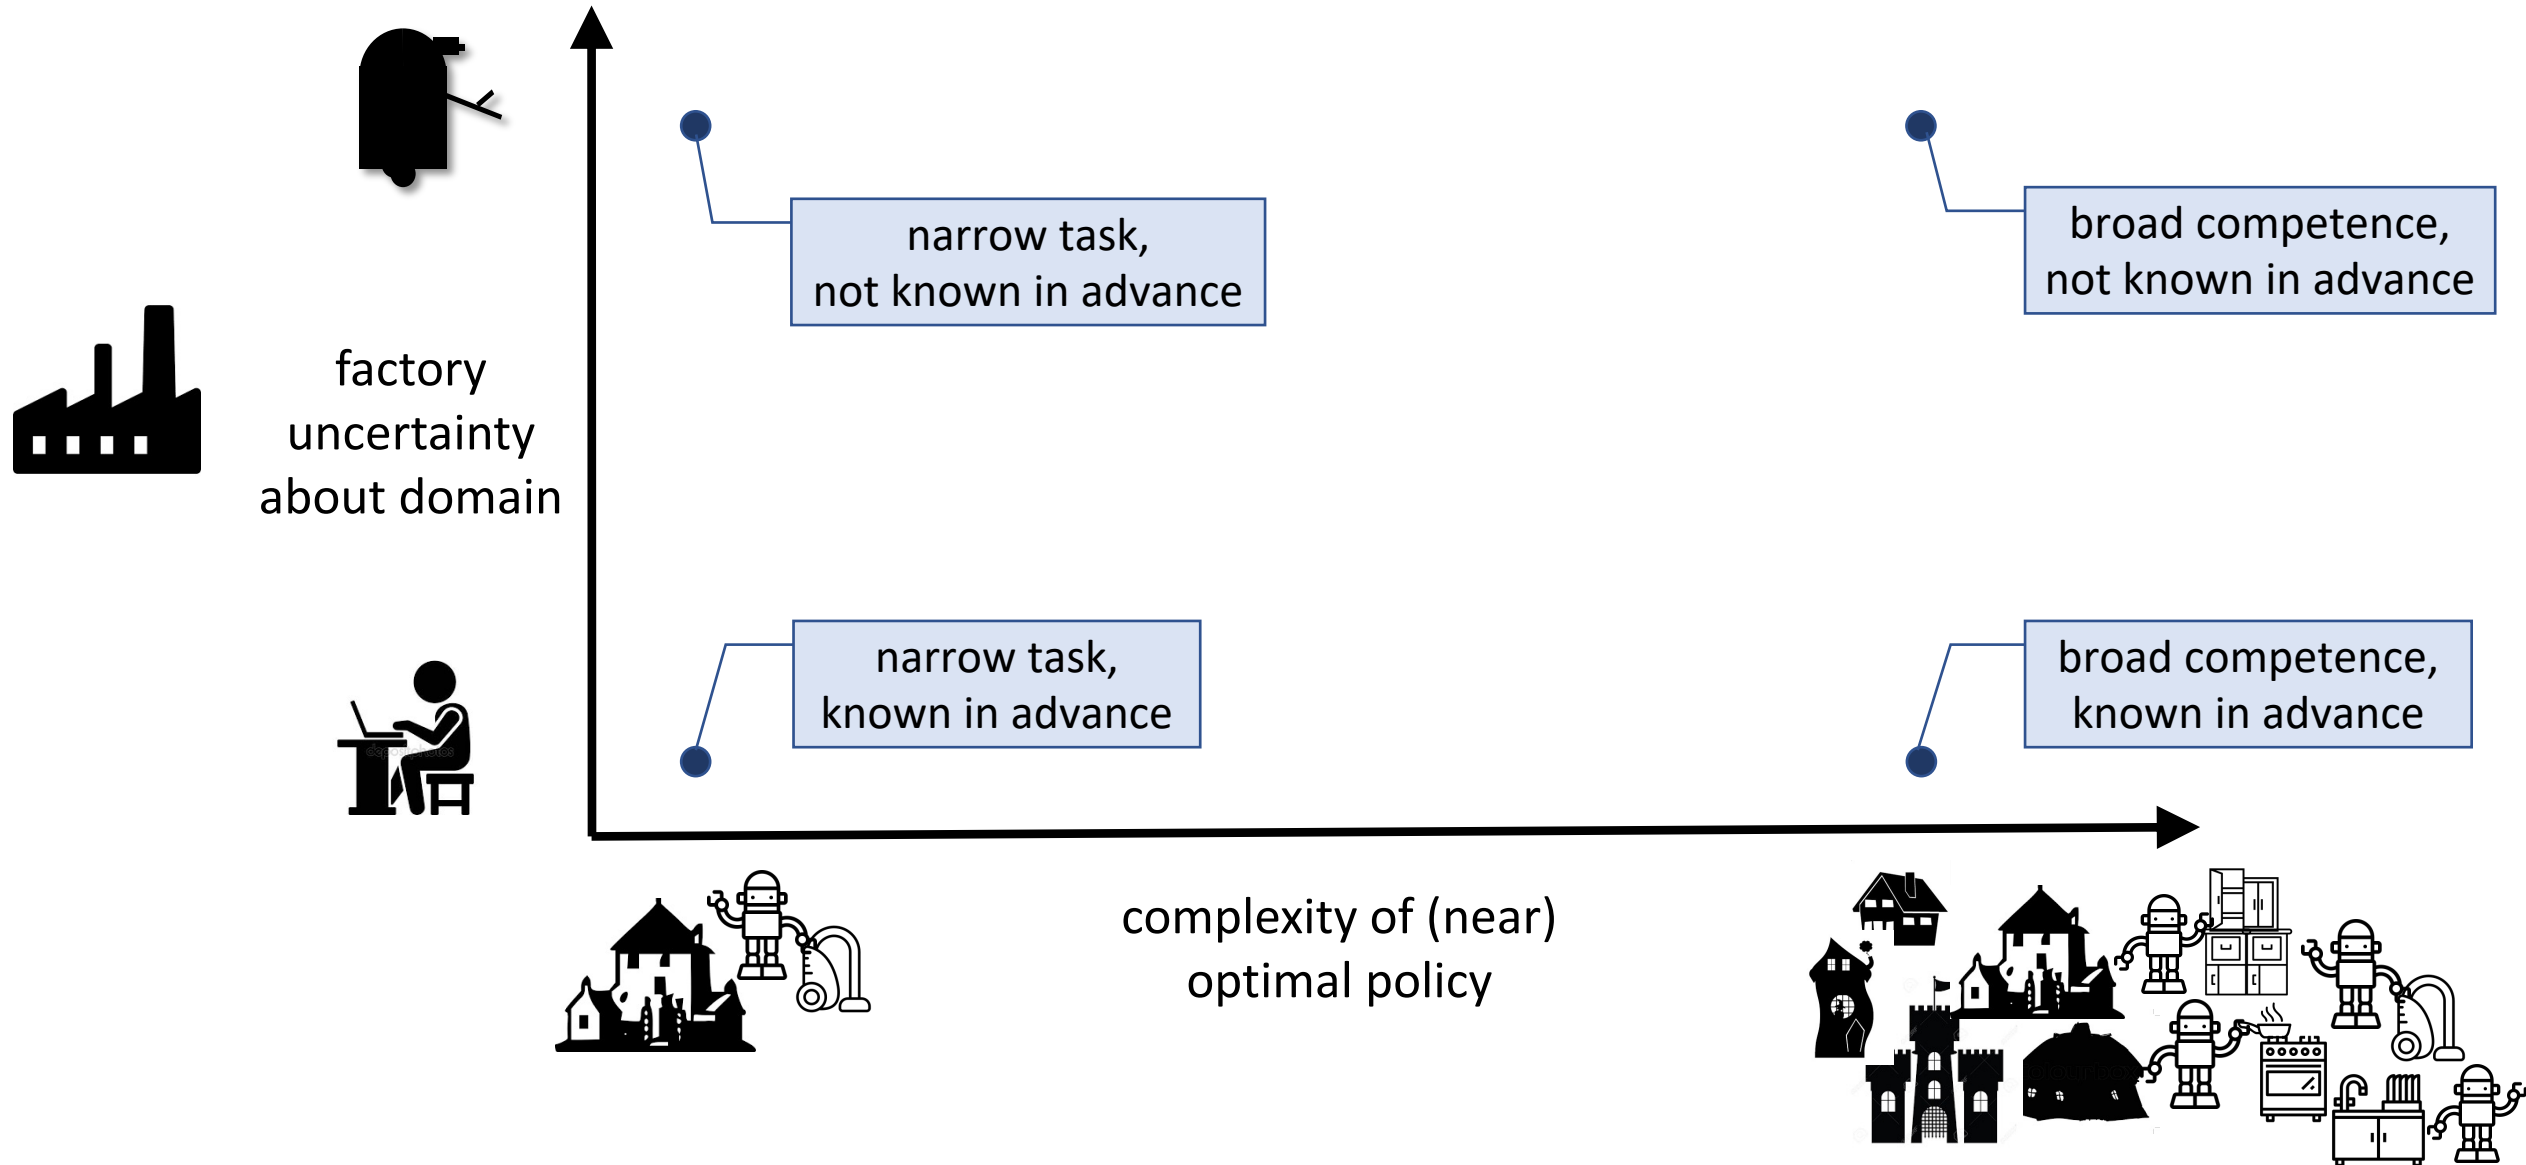 narrow task,
not known in advance
broad competence,
not known in advance
factory
uncertainty
about domain
narrow task,
known in advance
broad competence,
known in advance
depositphotos
complexity of (near)
optimal policy